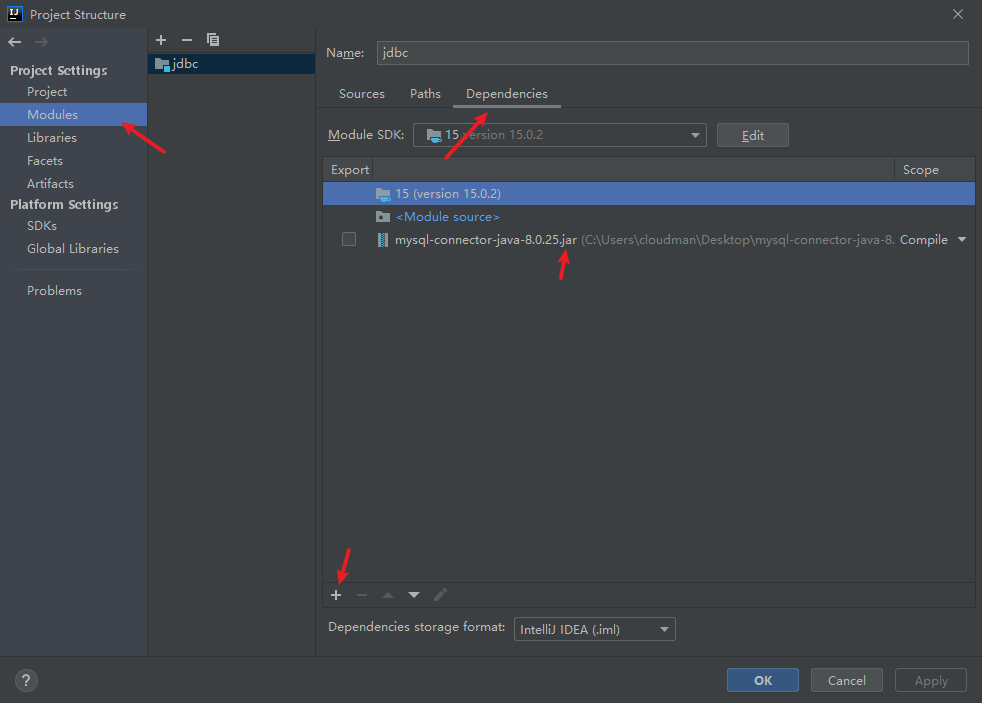 Project Structure
Project Settings
Project
Modules
Libraries
Facets
Artifacts
Platform Settings
SDKs
Global Libraries
Problems
jdbc
Name: jdbc
Sources Paths Dependencies
Module SDK: 15 version 15.0.2 Edit
Export Scope
15 (version 15.0.2)
<Module source>
mysql-connector-java-8.0.25.jar (C:\Users\cloudman\Desktop\mysql-connector-java-8. Compile
Dependencies storage format: IntelliJ IDEA (.iml)
? OK Cancel Apply